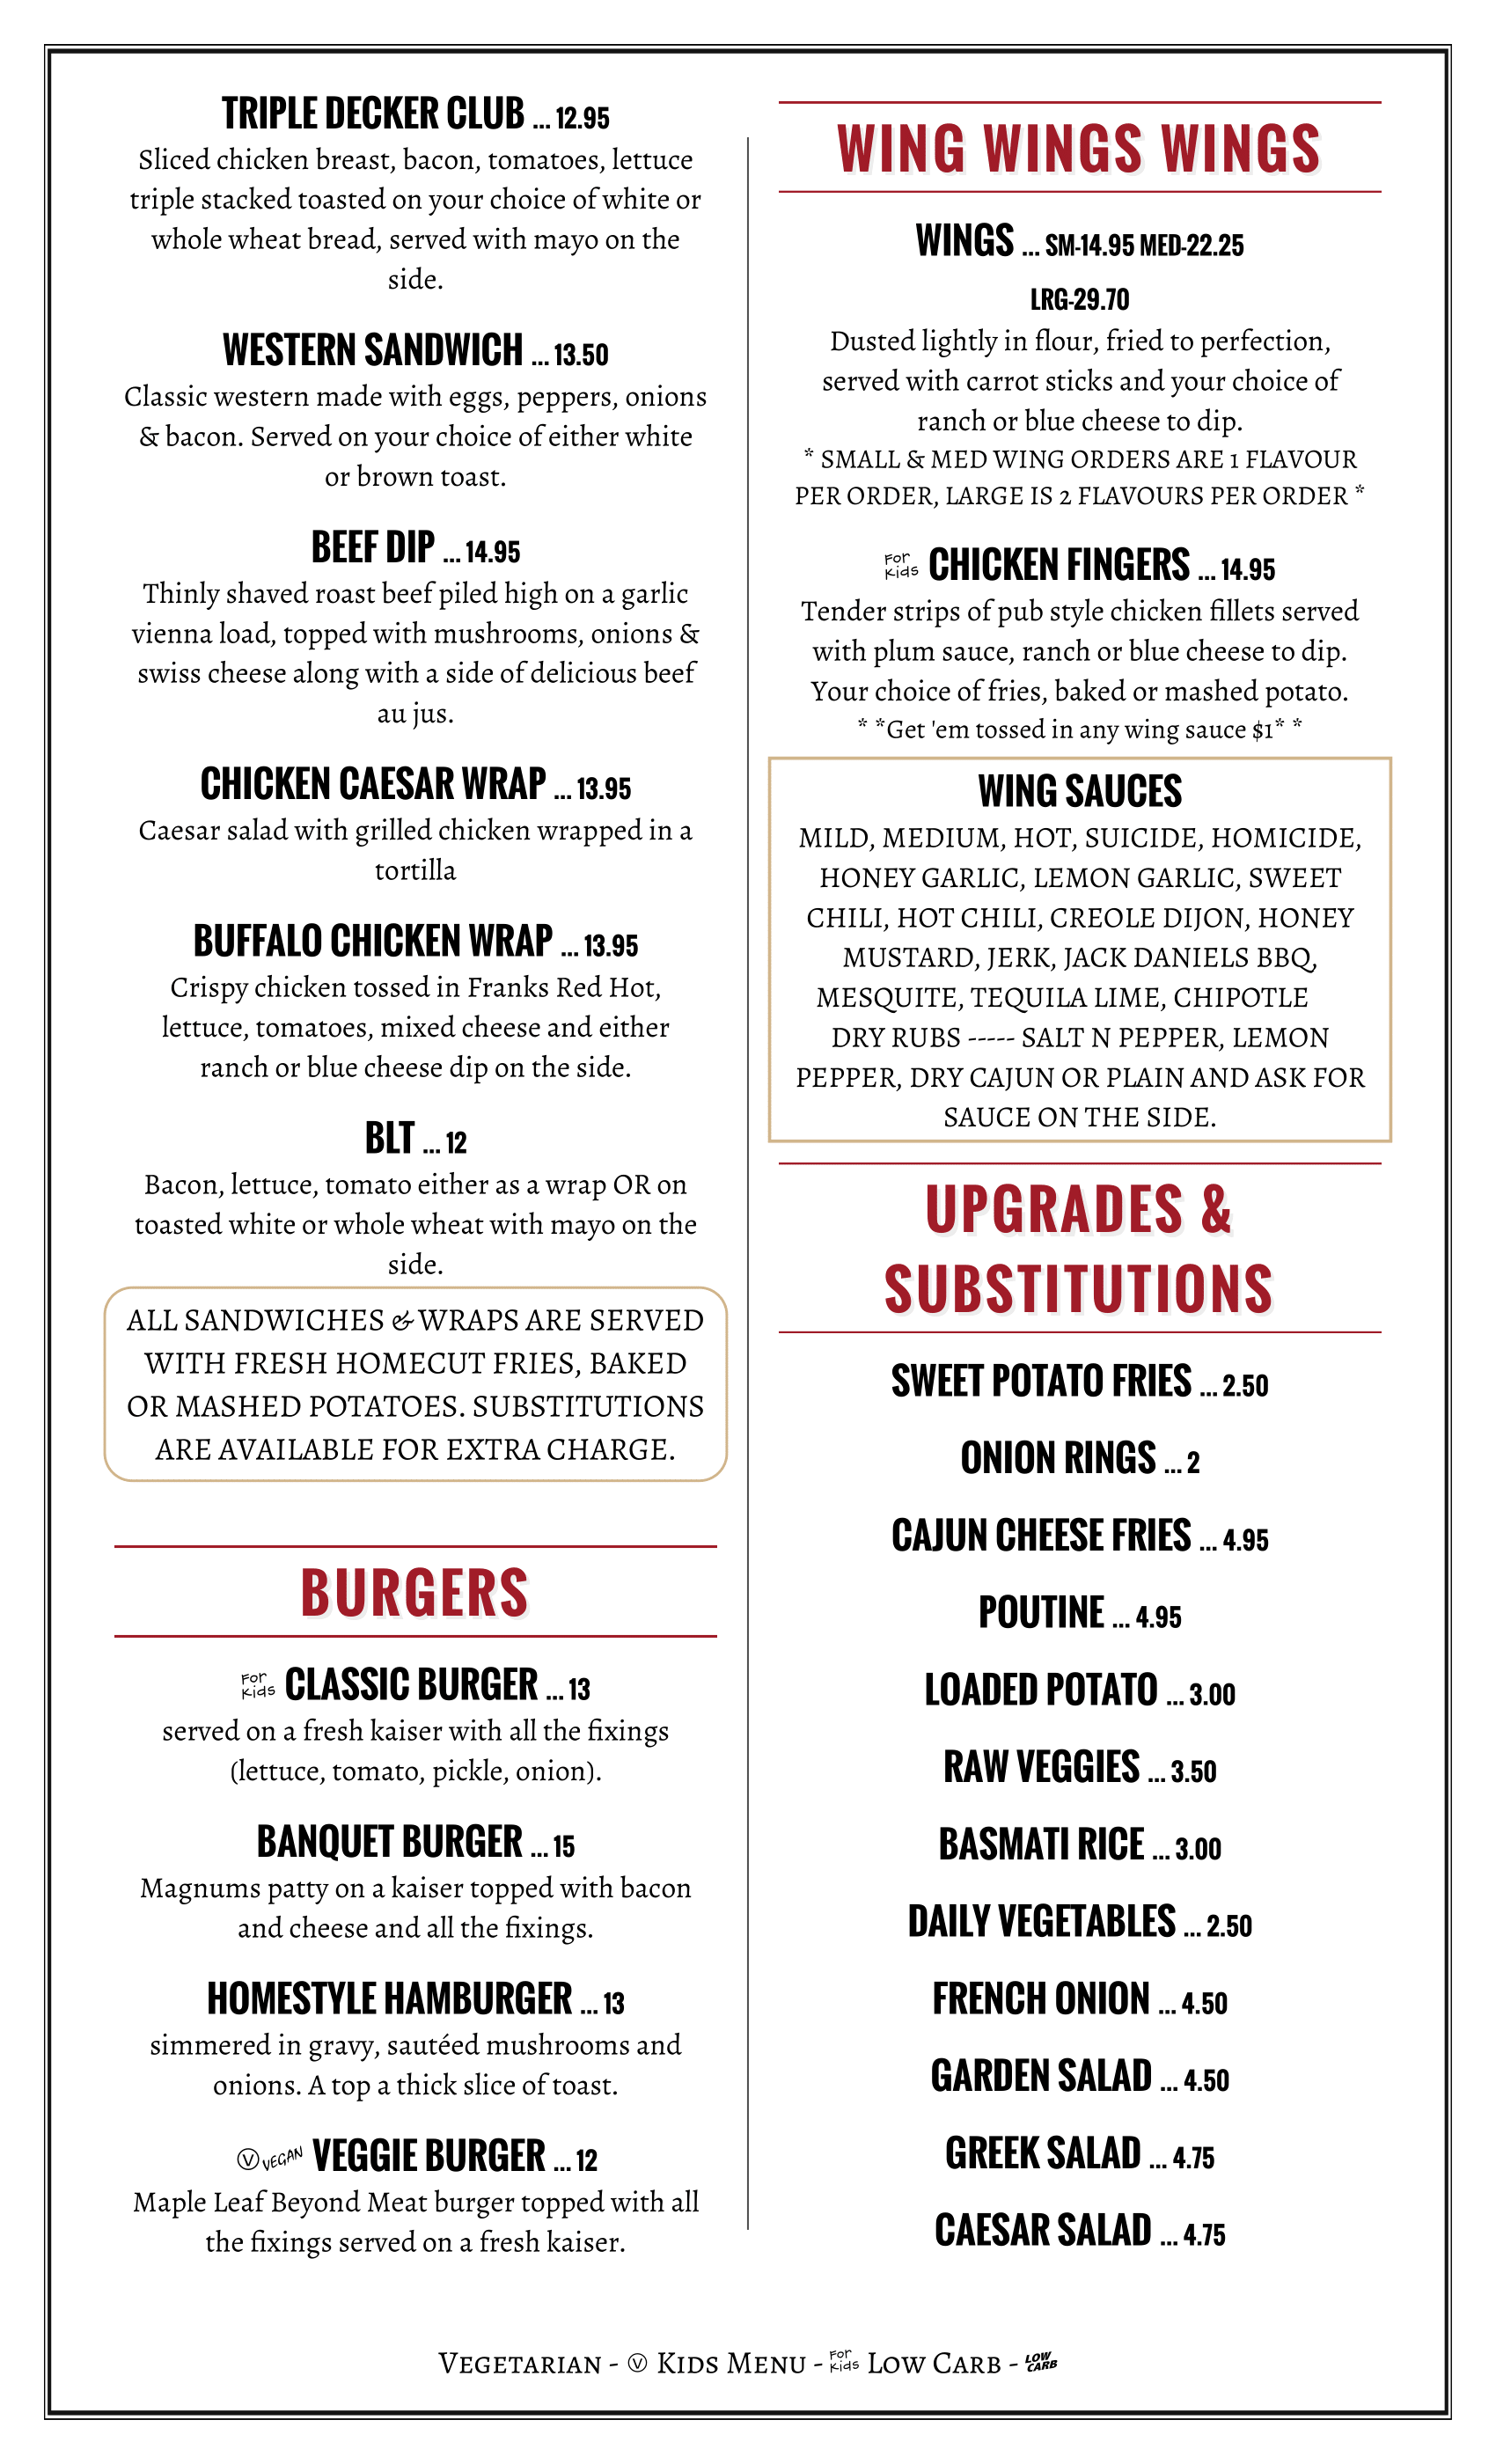 TRIPLE DECKER CLUB ... 12.95
Sliced chicken breast, bacon, tomatoes, lettuce
triple stacked toasted on your choice of white or
whole wheat bread, served with mayo on the
side.
WESTERN SANDWICH ... 13.50
Classic western made with eggs, peppers, onions
& bacon. Served on your choice of either white
or brown toast.
BEEF DIP ... 14.95
Thinly shaved roast beef piled high on a garlic
vienna load, topped with mushrooms, onions &
swiss cheese along with a side of delicious beef
au jus.
CHICKEN CAESAR WRAP ... 13.95
Caesar salad with grilled chicken wrapped in a
tortilla
BUFFALO CHICKEN WRAP ... 13.95
Crispy chicken tossed in Franks Red Hot,
lettuce, tomatoes, mixed cheese and either
ranch or blue cheese dip on the side.
BLT ... 12
Bacon, lettuce, tomato either as a wrap OR on
toasted white or whole wheat with mayo on the
side.
ALL SANDWICHES & WRAPS ARE SERVED
WITH FRESH HOMECUT FRIES, BAKED
OR MASHED POTATOES. SUBSTITUTIONS
ARE AVAILABLE FOR EXTRA CHARGE.
BURGERS
For Kids CLASSIC BURGER ... 13
served on a fresh kaiser with all the fixings
(lettuce, tomato, pickle, onion).
BANQUET BURGER ... 15
Magnums patty on a kaiser topped with bacon
and cheese and all the fixings.
HOMESTYLE HAMBURGER ... 13
simmered in gravy, sautéed mushrooms and
onions. A top a thick slice of toast.
Ⓥ VEGAN VEGGIE BURGER ... 12
Maple Leaf Beyond Meat burger topped with all
the fixings served on a fresh kaiser.
WING WINGS WINGS
WINGS ... SM-14.95 MED-22.25
LRG-29.70
Dusted lightly in flour, fried to perfection,
served with carrot sticks and your choice of
ranch or blue cheese to dip.
* SMALL & MED WING ORDERS ARE 1 FLAVOUR
PER ORDER, LARGE IS 2 FLAVOURS PER ORDER *
For Kids CHICKEN FINGERS ... 14.95
Tender strips of pub style chicken fillets served
with plum sauce, ranch or blue cheese to dip.
Your choice of fries, baked or mashed potato.
* *Get 'em tossed in any wing sauce $1* *
WING SAUCES
MILD, MEDIUM, HOT, SUICIDE, HOMICIDE,
HONEY GARLIC, LEMON GARLIC, SWEET
CHILI, HOT CHILI, CREOLE DIJON, HONEY
MUSTARD, JERK, JACK DANIELS BBQ,
MESQUITE, TEQUILA LIME, CHIPOTLE
DRY RUBS ----- SALT N PEPPER, LEMON
PEPPER, DRY CAJUN OR PLAIN AND ASK FOR
SAUCE ON THE SIDE.
UPGRADES &
SUBSTITUTIONS
SWEET POTATO FRIES ... 2.50
ONION RINGS ... 2
CAJUN CHEESE FRIES ... 4.95
POUTINE ... 4.95
LOADED POTATO ... 3.00
RAW VEGGIES ... 3.50
BASMATI RICE ... 3.00
DAILY VEGETABLES ... 2.50
FRENCH ONION ... 4.50
GARDEN SALAD ... 4.50
GREEK SALAD ... 4.75
CAESAR SALAD ... 4.75
Vegetarian - Ⓥ Kids Menu - For Kids Low Carb - LOW CARB